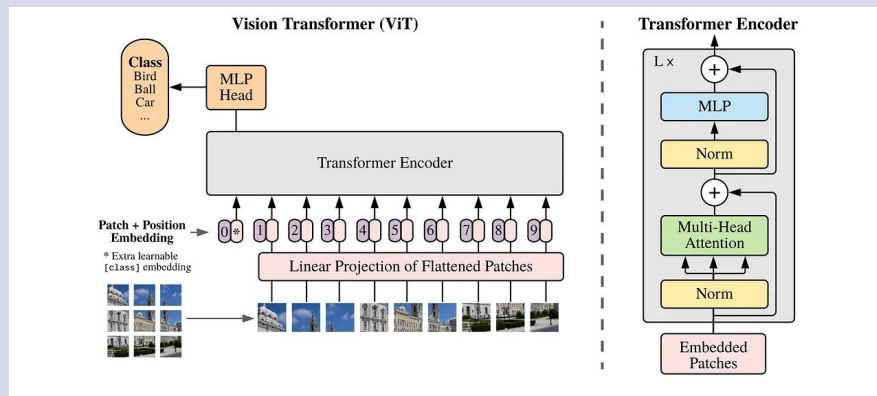 Vision Transformer (ViT)
Class
Bird
Ball
Car
...
MLP
Head
Transformer Encoder
Patch + Position
Embedding
0 * 1 2 3 4 5 6 7 8 9
* Extra learnable
[class] embedding
Linear Projection of Flattened Patches
Transformer Encoder
L ×
+
MLP
Norm
+
Multi-Head
Attention
Norm
Embedded
Patches